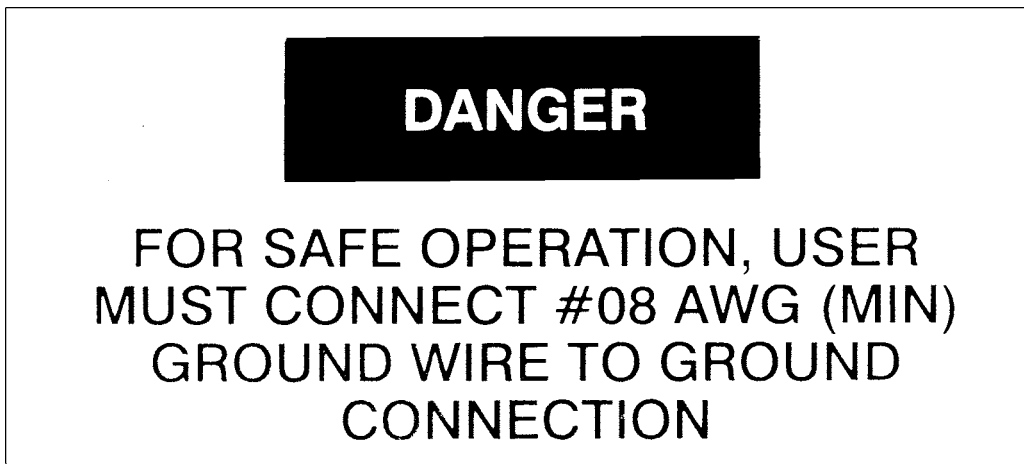 DANGER
FOR SAFE OPERATION, USER
MUST CONNECT #08 AWG (MIN)
GROUND WIRE TO GROUND
CONNECTION